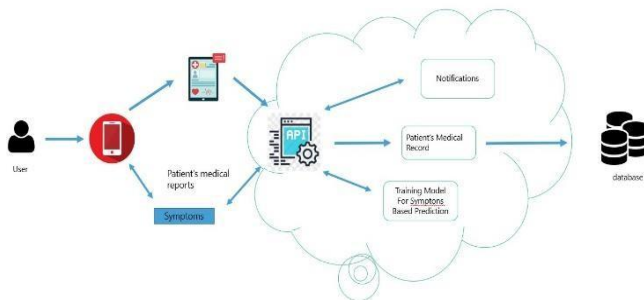 Notifications
API
Patient's Medical
Record
User
Patient's medical
reports
Symptoms
Training Model
For Symptons
Based Prediction
database